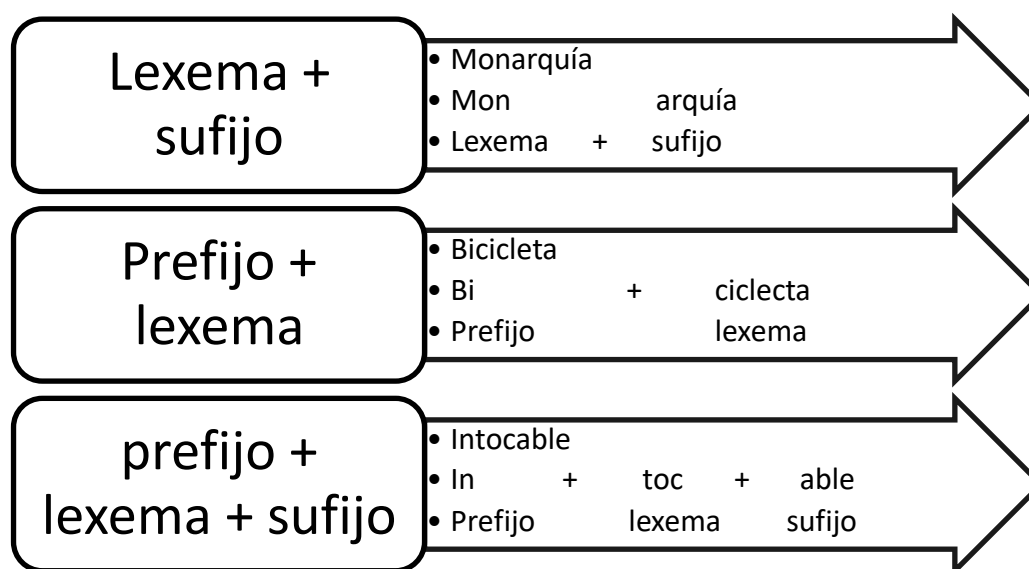 Lexema +
sufijo
• Monarquía
• Mon arquía
• Lexema + sufijo
Prefijo +
lexema
• Bicicleta
• Bi + ciclecta
• Prefijo lexema
prefijo +
lexema + sufijo
• Intocable
• In + toc + able
• Prefijo lexema sufijo